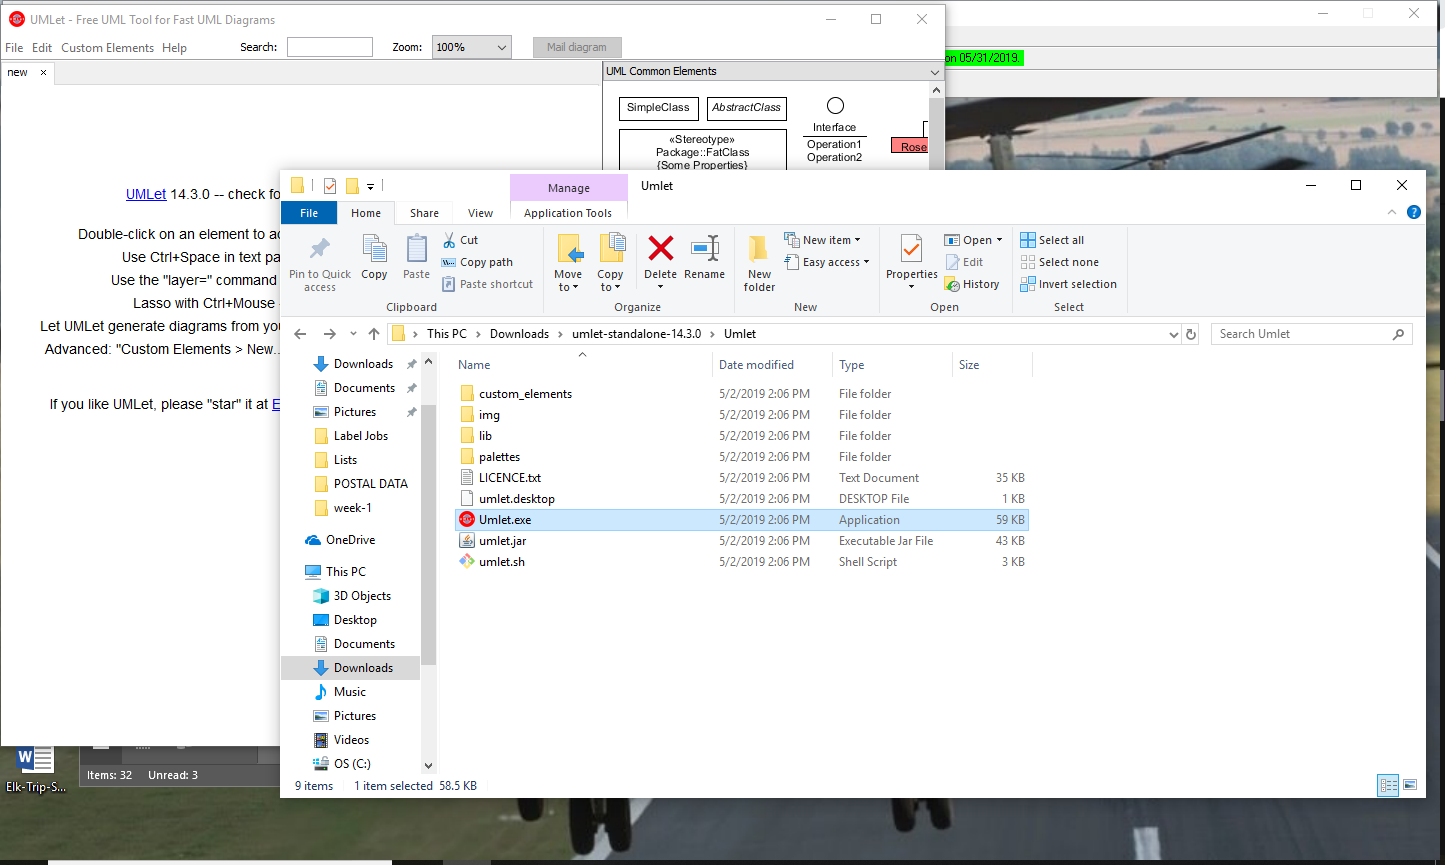 UMLet - Free UML Tool for Fast UML Diagrams
File Edit Custom Elements Help
Search:
Zoom: 100%
Mail diagram
on 05/31/2019.
new x
UML Common Elements
SimpleClass
AbstractClass
Interface
Operation1
Operation2
«Stereotype»
Package::FatClass
{Some Properties}
Rose
UMLet 14.3.0 -- check fo
Double-click on an element to a
Use Ctrl+Space in text pa
Use the "layer=" command
Lasso with Ctrl+Mouse
Let UMLet generate diagrams from you
Advanced: "Custom Elements > New..
If you like UMLet, please "star" it at E
Manage
Umlet
File Home Share View Application Tools
Pin to Quick access
Copy
Paste
Cut
Copy path
Paste shortcut
Clipboard
Move to
Copy to
Delete
Rename
Organize
New folder
New item
Easy access
New
Properties
Open
Edit
History
Open
Select all
Select none
Invert selection
Select
This PC > Downloads > umlet-standalone-14.3.0 > Umlet
Search Umlet
Downloads
Documents
Pictures
Label Jobs
Lists
POSTAL DATA
week-1
OneDrive
This PC
3D Objects
Desktop
Documents
Downloads
Music
Pictures
Videos
OS (C:)
Name Date modified Type Size
custom_elements 5/2/2019 2:06 PM File folder
img 5/2/2019 2:06 PM File folder
lib 5/2/2019 2:06 PM File folder
palettes 5/2/2019 2:06 PM File folder
LICENCE.txt 5/2/2019 2:06 PM Text Document 35 KB
umlet.desktop 5/2/2019 2:06 PM DESKTOP File 1 KB
Umlet.exe 5/2/2019 2:06 PM Application 59 KB
umlet.jar 5/2/2019 2:06 PM Executable Jar File 43 KB
umlet.sh 5/2/2019 2:06 PM Shell Script 3 KB
9 items 1 item selected 58.5 KB
Items: 32 Unread: 3
W
Elk-Trip-S...